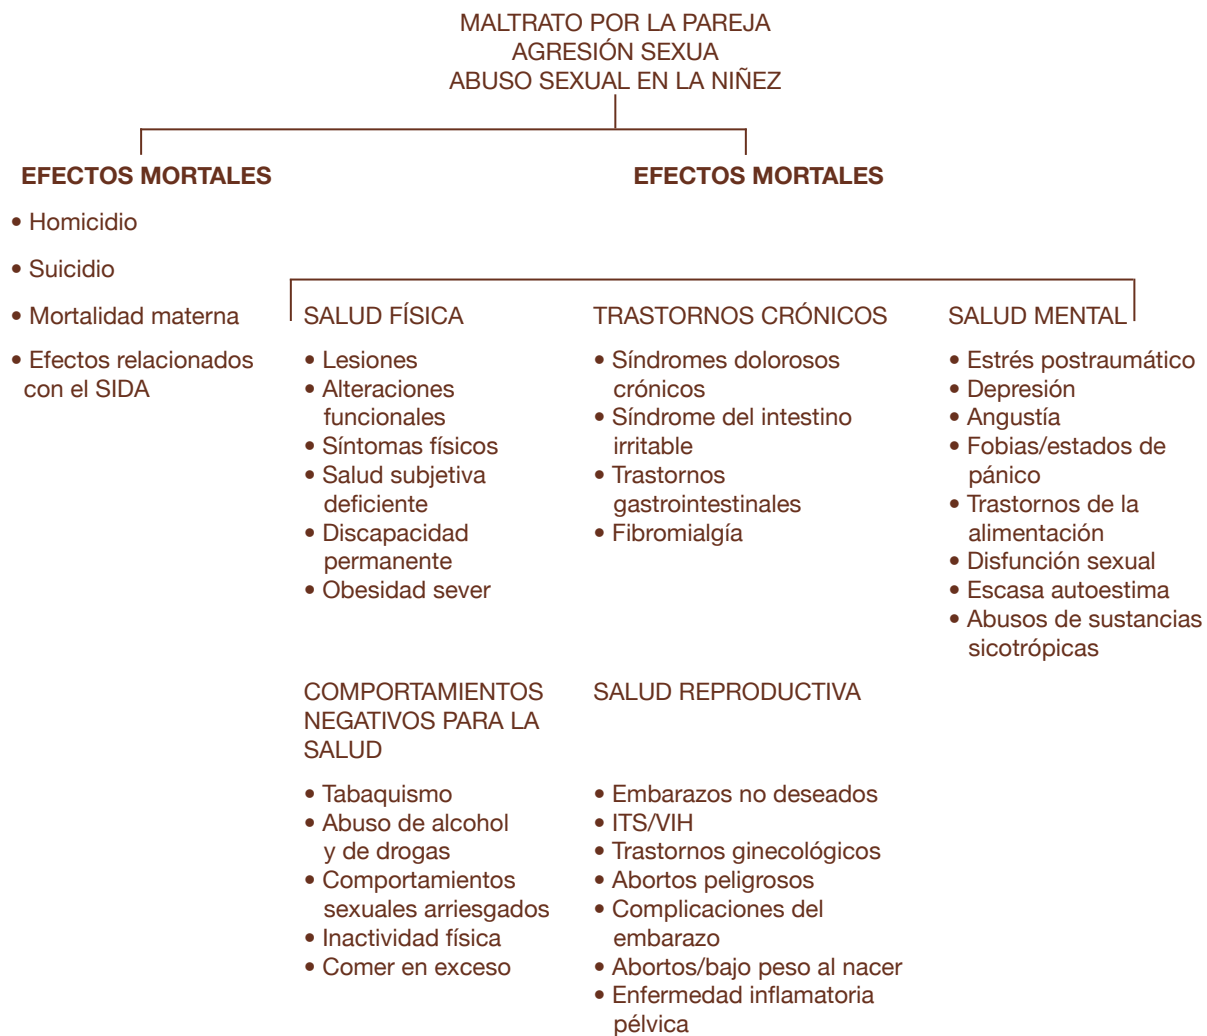 MALTRATO POR LA PAREJA
AGRESIÓN SEXUA
ABUSO SEXUAL EN LA NIÑEZ
EFECTOS MORTALES
• Homicidio
• Suicidio
• Mortalidad materna
• Efectos relacionados
con el SIDA
EFECTOS MORTALES
SALUD FÍSICA
• Lesiones
• Alteraciones
funcionales
• Síntomas físicos
• Salud subjetiva
deficiente
• Discapacidad
permanente
• Obesidad sever
TRASTORNOS CRÓNICOS
• Síndromes dolorosos
crónicos
• Síndrome del intestino
irritable
• Trastornos
gastrointestinales
• Fibromialgía
SALUD MENTAL
• Estrés postraumático
• Depresión
• Angustía
• Fobias/estados de
pánico
• Trastornos de la
alimentación
• Disfunción sexual
• Escasa autoestima
• Abusos de sustancias
sicotrópicas
COMPORTAMIENTOS
NEGATIVOS PARA LA
SALUD
• Tabaquismo
• Abuso de alcohol
y de drogas
• Comportamientos
sexuales arriesgados
• Inactividad física
• Comer en exceso
SALUD REPRODUCTIVA
• Embarazos no deseados
• ITS/VIH
• Trastornos ginecológicos
• Abortos peligrosos
• Complicaciones del
embarazo
• Abortos/bajo peso al nacer
• Enfermedad inflamatoria
pélvica